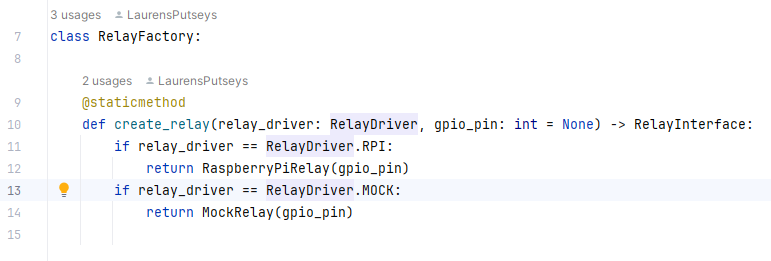 3 usages LaurensPutseys
7 class RelayFactory:
8
2 usages LaurensPutseys
9 @staticmethod
10 def create_relay(relay_driver: RelayDriver, gpio_pin: int = None) -> RelayInterface:
11 if relay_driver == RelayDriver.RPI:
12 return RaspberryPiRelay(gpio_pin)
13 if relay_driver == RelayDriver.MOCK:
14 return MockRelay(gpio_pin)
15